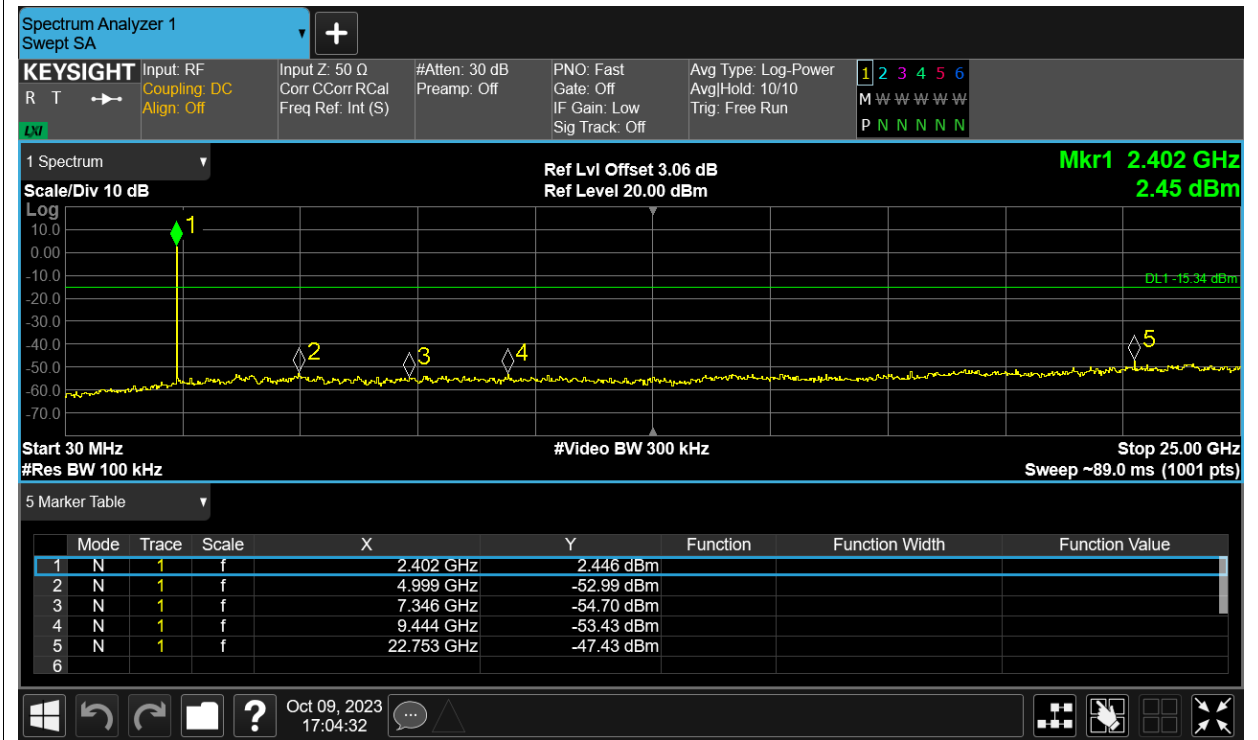 Spectrum Analyzer 1
Swept SA
+
KEYSIGHT
R T
LXI
Input: RF
Coupling: DC
Align: Off
Input Z: 50 Ω
Corr CCorr RCal
Freq Ref: Int (S)
#Atten: 30 dB
Preamp: Off
PNO: Fast
Gate: Off
IF Gain: Low
Sig Track: Off
Avg Type: Log-Power
Avg|Hold: 10/10
Trig: Free Run
1 2 3 4 5 6
M W W W W W
P N N N N N
1 Spectrum
Scale/Div 10 dB
Ref Lvl Offset 3.06 dB
Ref Level 20.00 dBm
Mkr1 2.402 GHz
2.45 dBm
Log
10.0
0.00
-10.0
-20.0
-30.0
-40.0
-50.0
-60.0
-70.0
1
2
3
4
5
DL1 -15.34 dBm
Start 30 MHz
#Video BW 300 kHz
Stop 25.00 GHz
#Res BW 100 kHz
Sweep ~89.0 ms (1001 pts)
5 Marker Table
Mode Trace Scale X Y Function Function Width Function Value
1 N 1 f 2.402 GHz 2.446 dBm
2 N 1 f 4.999 GHz -52.99 dBm
3 N 1 f 7.346 GHz -54.70 dBm
4 N 1 f 9.444 GHz -53.43 dBm
5 N 1 f 22.753 GHz -47.43 dBm
6
?
Oct 09, 2023
17:04:32